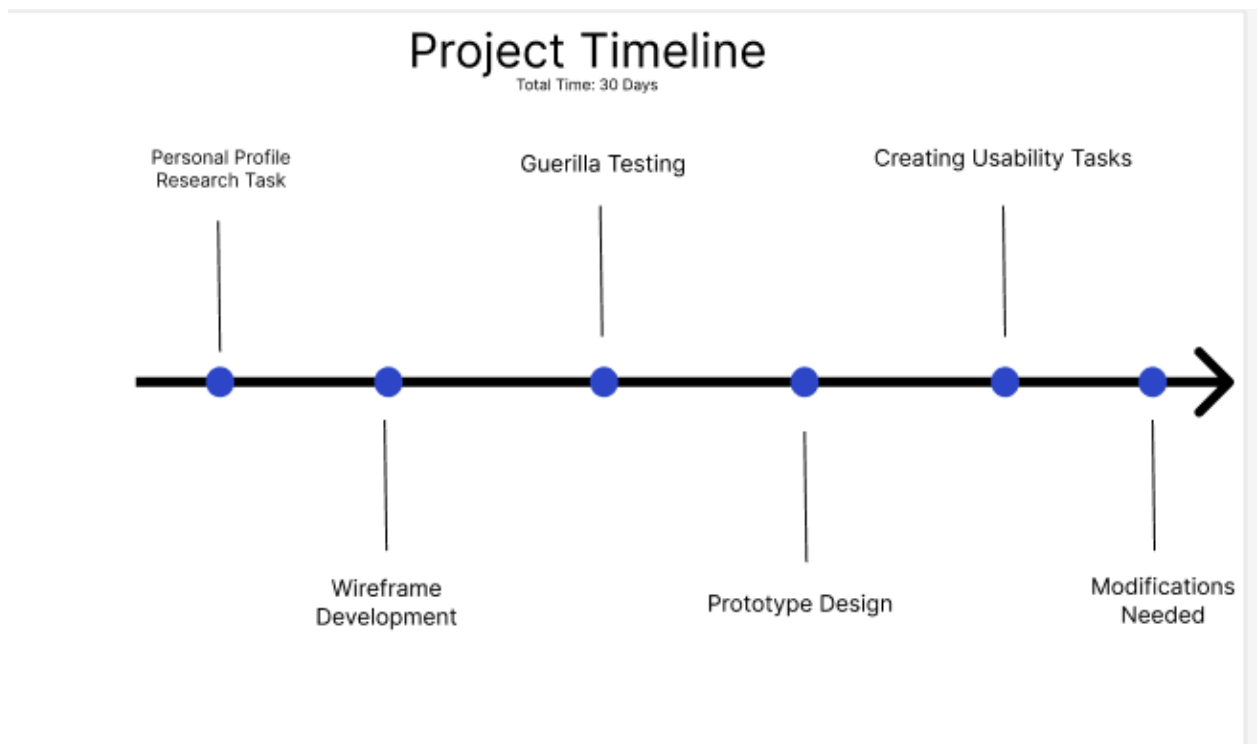 Project Timeline
Total Time: 30 Days
Personal Profile
Research Task
Guerilla Testing
Creating Usability Tasks
Wireframe
Development
Prototype Design
Modifications
Needed